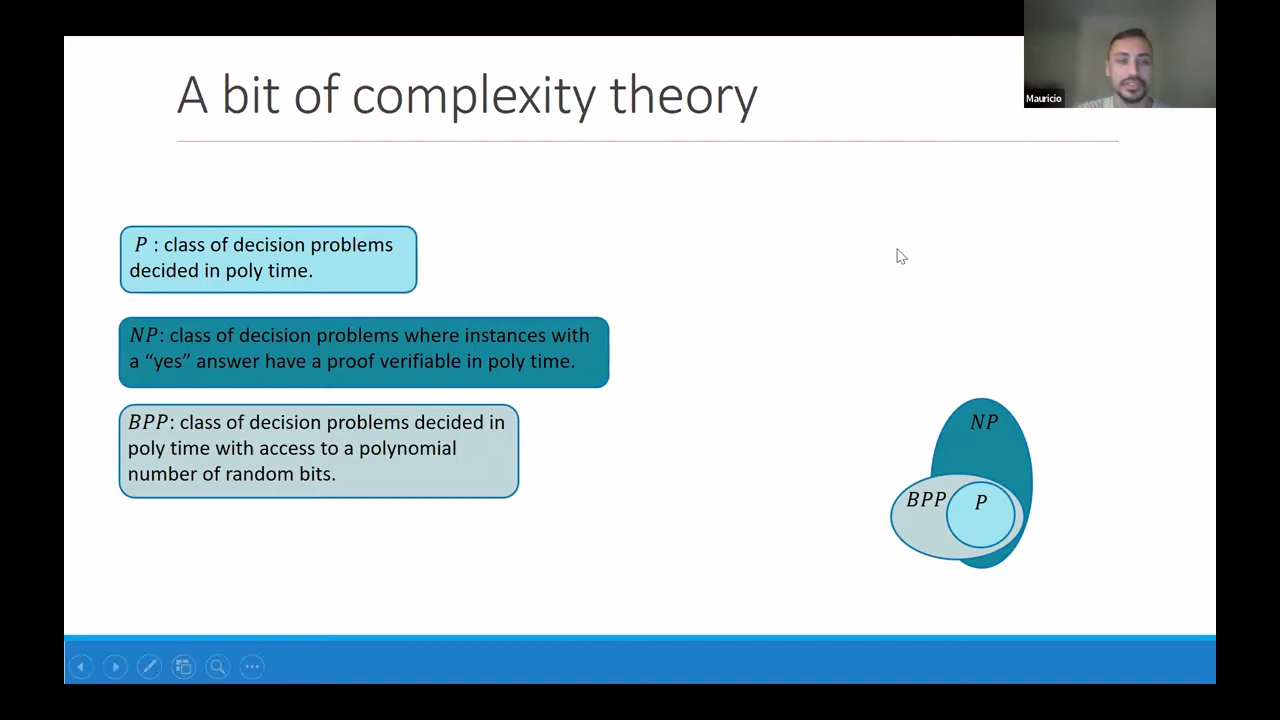 A bit of complexity theory
Mauricio
P : class of decision problems
decided in poly time.
NP: class of decision problems where instances with
a “yes” answer have a proof verifiable in poly time.
BPP: class of decision problems decided in
poly time with access to a polynomial
number of random bits.
NP
BPP
P